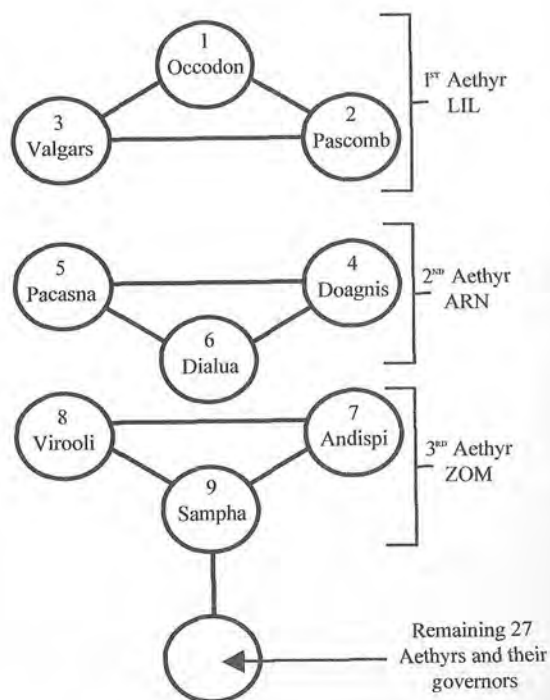 1
Occodon
3
Valgars
2
Pascomb
1ST Aethyr
LIL
5
Pacasna
4
Doagnis
6
Dialua
2ND Aethyr
ARN
8
Virooli
7
Andispi
9
Sampha
3RD Aethyr
ZOM
Remaining 27
Aethyrs and their
governors